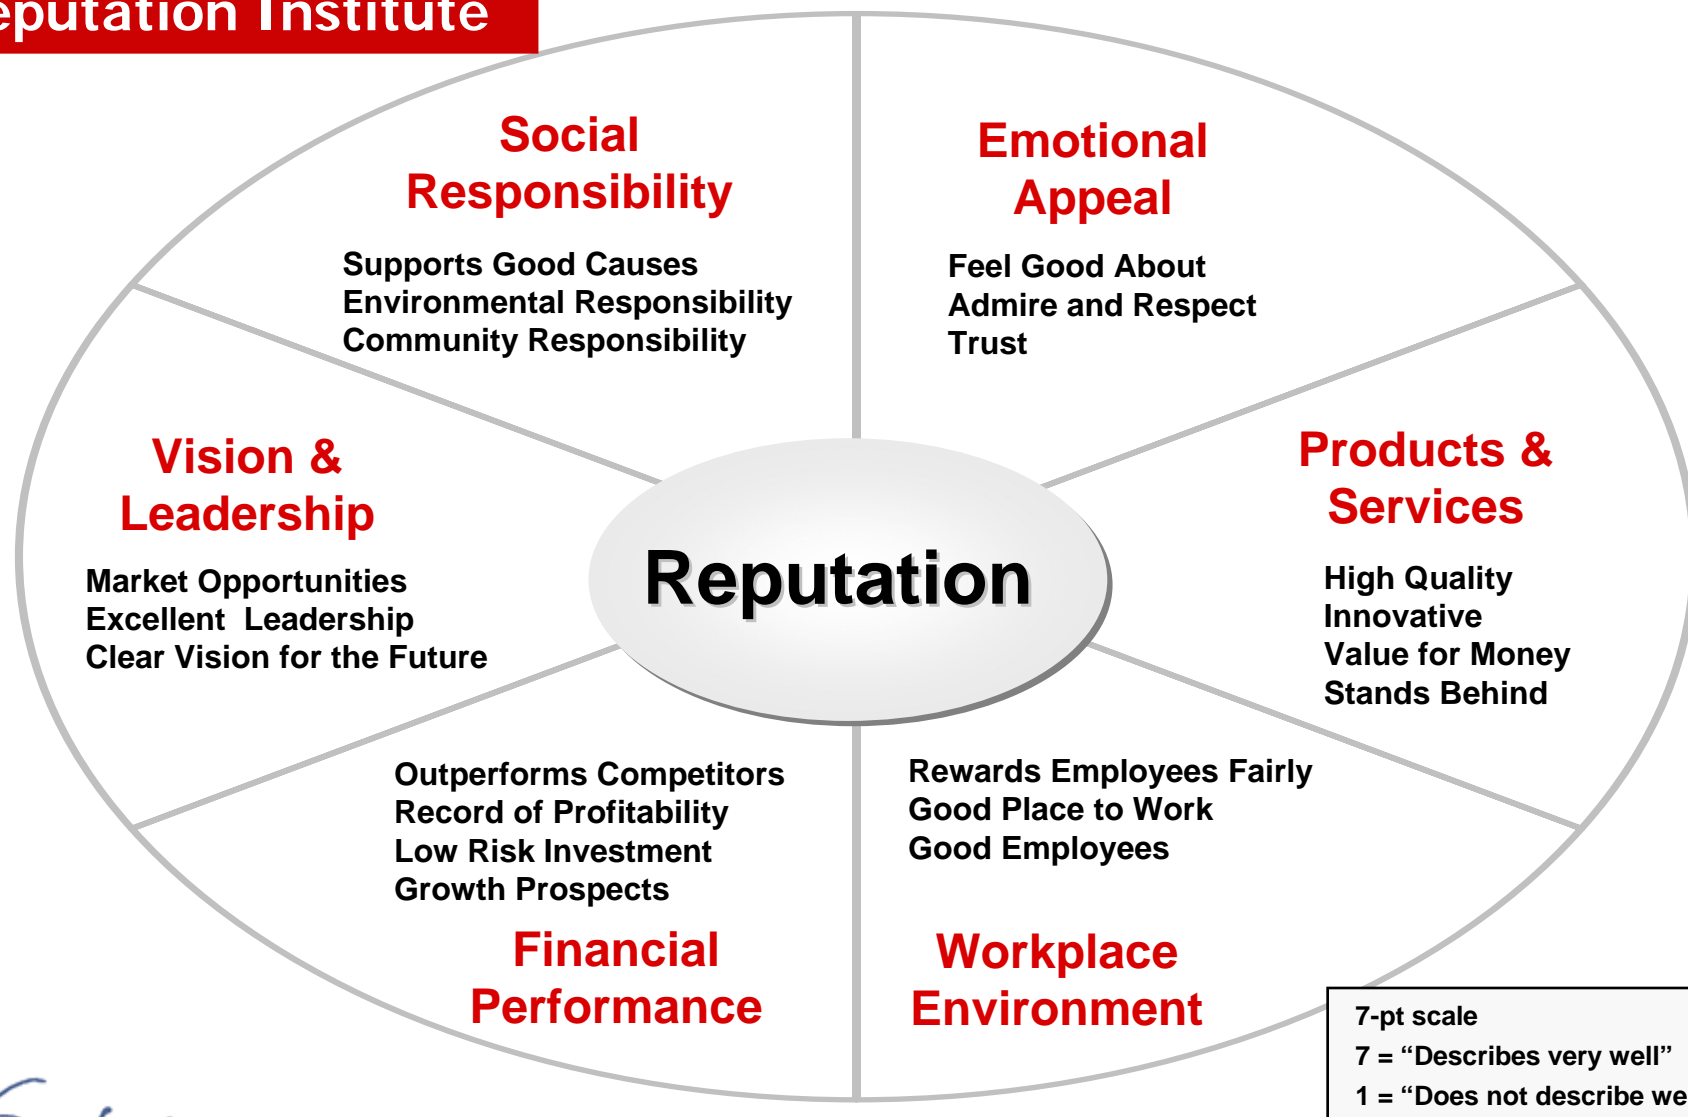 eputation Institute
Social
Responsibility
Supports Good Causes
Environmental Responsibility
Community Responsibility
Emotional
Appeal
Feel Good About
Admire and Respect
Trust
Vision &
Leadership
Market Opportunities
Excellent Leadership
Clear Vision for the Future
Reputation
Products &
Services
High Quality
Innovative
Value for Money
Stands Behind
Outperforms Competitors
Record of Profitability
Low Risk Investment
Growth Prospects
Financial
Performance
Rewards Employees Fairly
Good Place to Work
Good Employees
Workplace
Environment
7-pt scale
7 = “Describes very well”
1 = “Does not describe we